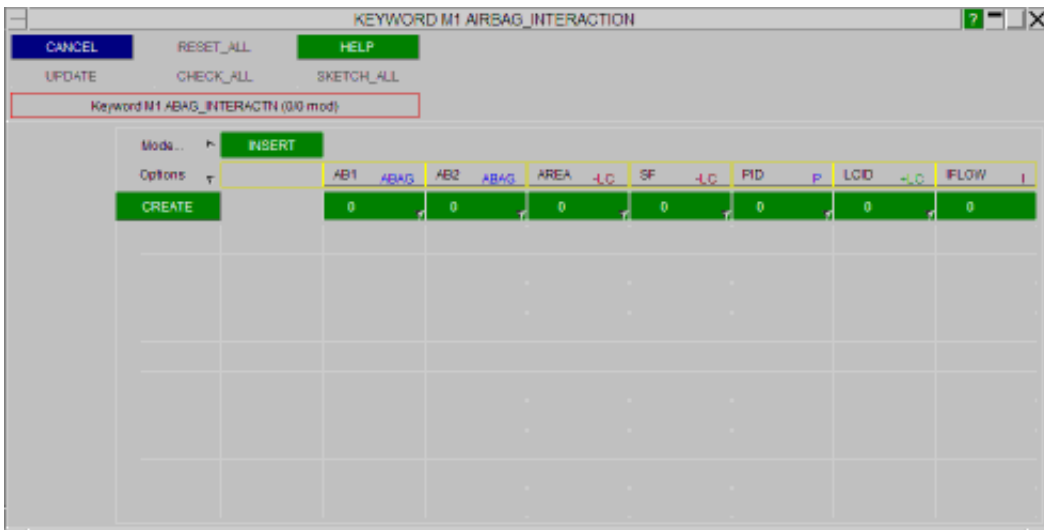 KEYWORD M1 AIRBAG_INTERACTION ?
CANCEL RESET_ALL HELP
UPDATE CHECK_ALL SKETCH_ALL
Keyword M1 ABAG_INTERACTN (0/0 mod)
Mode... INSERT
Options AB1 ABAG AB2 ABAG AREA -LC SF -LC PID P LCID +LC IFLOW I
CREATE 0 0 0 0 0 0 0